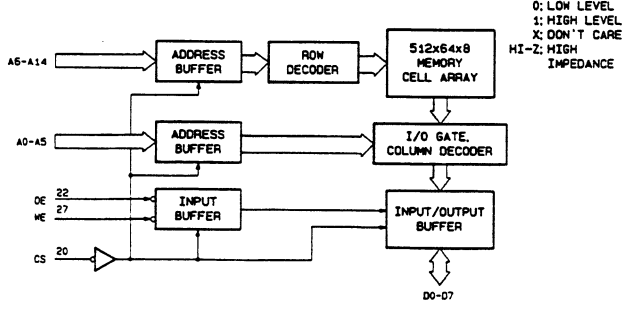 0; LOW LEVEL
1; HIGH LEVEL
X; DON'T CARE
HI-Z; HIGH
IMPEDANCE
A6-A14
ADDRESS
BUFFER
ROW
DECODER
512x64x8
MEMORY
CELL ARRAY
A0-A5
ADDRESS
BUFFER
I/O GATE,
COLUMN DECODER
OE 22
WE 27
INPUT
BUFFER
INPUT/OUTPUT
BUFFER
CS 20
D0-D7